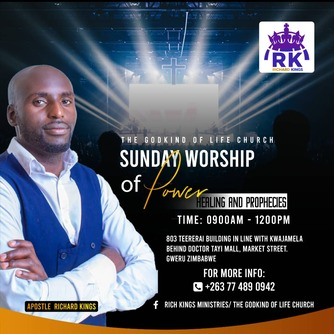 RK
RICHARD KINGS
THE GODKIND OF LIFE CHURCH
SUNDAY WORSHIP
of Power
HEALING AND PROPHECIES
TIME: 0900AM - 1200PM
803 TEERERAI BUILDING IN LINE WITH KWAJAMELA
BEHIND DOCTOR TAYI MALL, MARKET STREET.
GWERU ZIMBABWE
FOR MORE INFO:
+263 77 489 0942
APOSTLE RICHARD KINGS
f RICH KINGS MINISTRIES/ THE GODKIND OF LIFE CHURCH